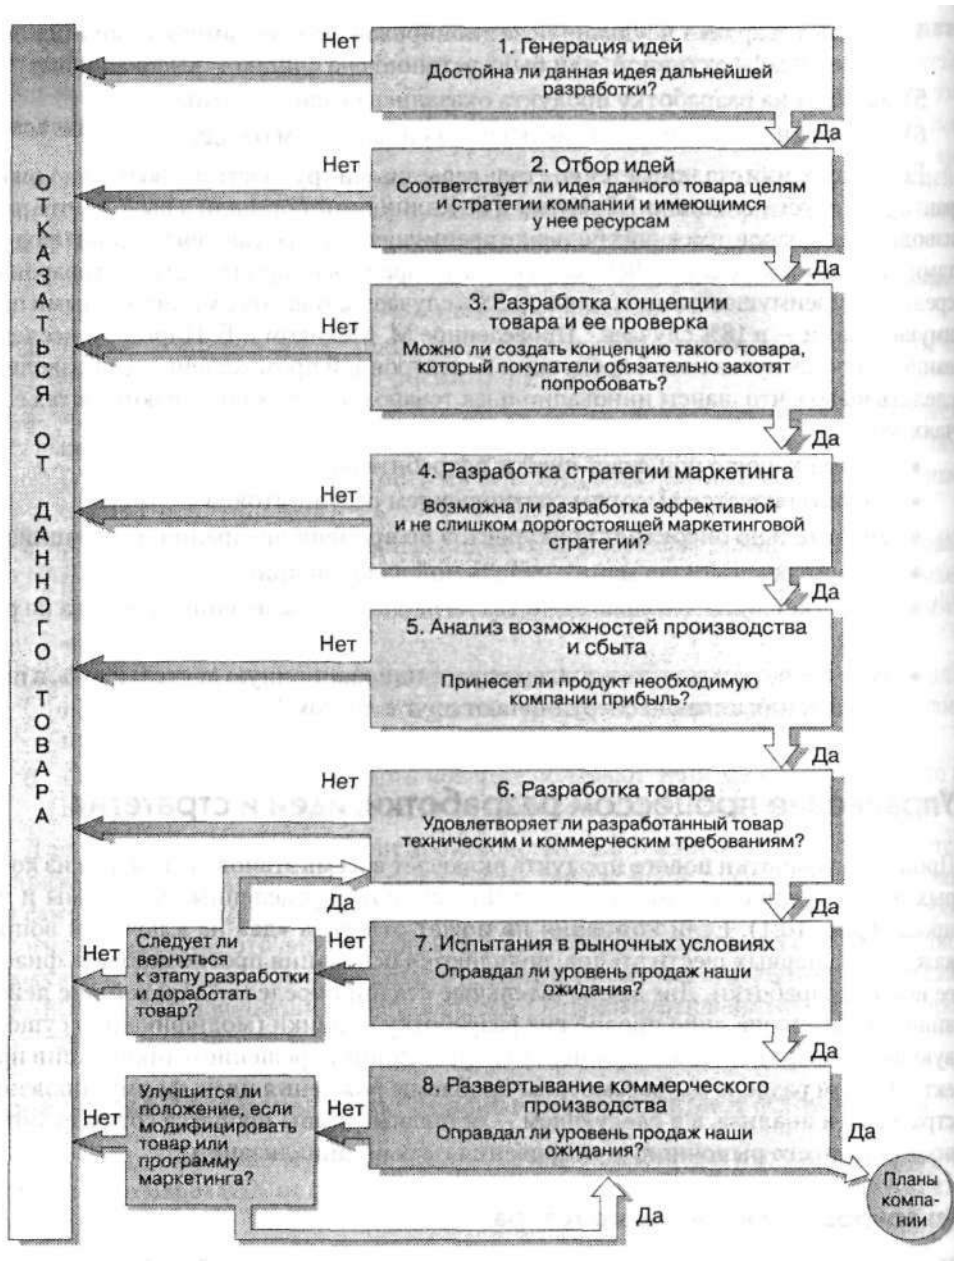 Нет
1. Генерация идей
Достойна ли данная идея дальнейшей
разработки?
Да
Нет
2. Отбор идей
Соответствует ли идея данного товара целям
и стратегии компании и имеющимся
у нее ресурсам
Да
Нет
3. Разработка концепции
товара и ее проверка
Можно ли создать концепцию такого товара,
который покупатели обязательно захотят
попробовать?
Да
Нет
4. Разработка стратегии маркетинга
Возможна ли разработка эффективной
и не слишком дорогостоящей маркетинговой
стратегии?
Да
Нет
5. Анализ возможностей производства
и сбыта
Принесет ли продукт необходимую
компании прибыль?
Да
Нет
6. Разработка товара
Удовлетворяет ли разработанный товар
техническим и коммерческим требованиям?
Да
Да
Нет
Следует ли
вернуться
к этапу разработки
и доработать
товар?
Нет
7. Испытания в рыночных условиях
Оправдал ли уровень продаж наши
ожидания?
Да
Нет
Улучшится ли
положение, если
модифицировать
товар или
программу
маркетинга?
Нет
8. Развертывание коммерческого
производства
Оправдал ли уровень продаж наши
ожидания?
Да
Да
Планы
компа-
нии
ОТКАЗАТЬСЯ ОТ ДАННОГО ТОВАРА